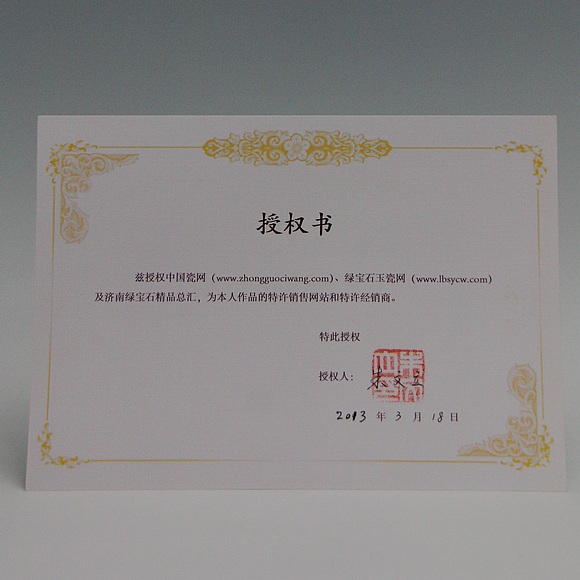 授权书
兹授权中国瓷网（www.zhongguociwang.com）、绿宝石玉瓷网（www.lbsycw.com）
及济南绿宝石精品总汇，为本人作品的特许销售网站和特许经销商。
特此授权
授权人：朱文立
2013 年 3 月 18 日